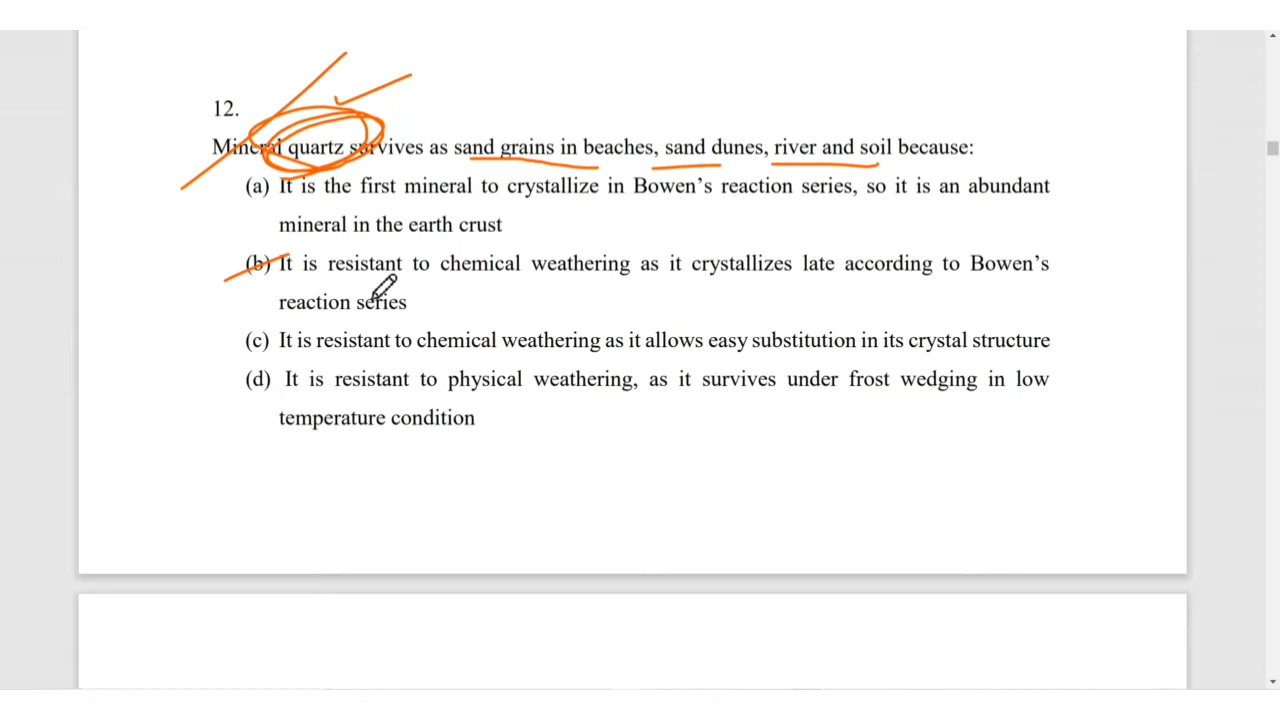 12.
Mineral quartz survives as sand grains in beaches, sand dunes, river and soil because:
(a) It is the first mineral to crystallize in Bowen’s reaction series, so it is an abundant
mineral in the earth crust
(b) It is resistant to chemical weathering as it crystallizes late according to Bowen’s
reaction series
(c) It is resistant to chemical weathering as it allows easy substitution in its crystal structure
(d) It is resistant to physical weathering, as it survives under frost wedging in low
temperature condition